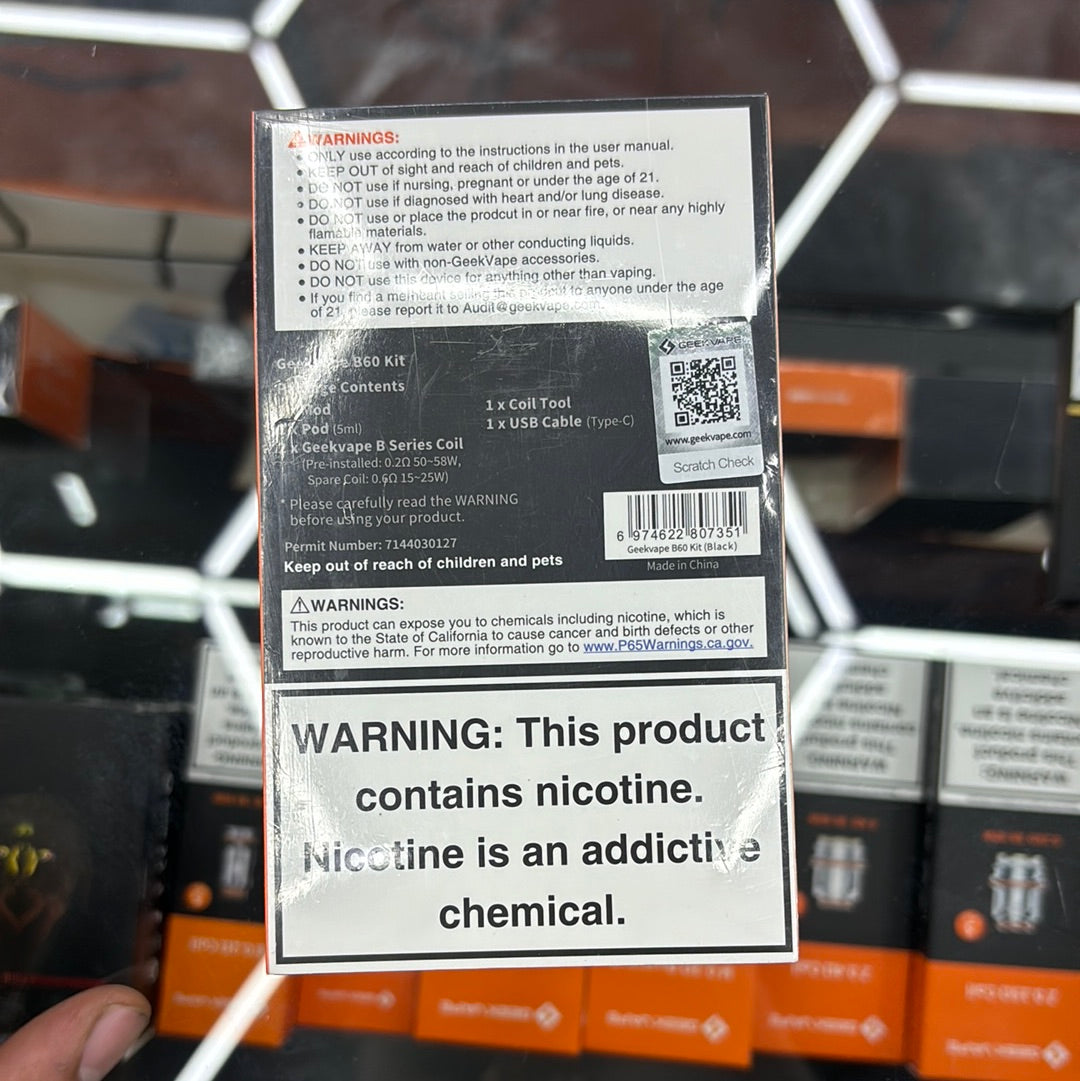 WARNINGS:
• ONLY use according to the instructions in the user manual.
• KEEP OUT of sight and reach of children and pets.
• DO NOT use if nursing, pregnant or under the age of 21.
• DO NOT use if diagnosed with heart and/or lung disease.
• DO NOT use or place the prodcut in or near fire, or near any highly
flamable materials.
• KEEP AWAY from water or other conducting liquids.
• DO NOT use with non-GeekVape accessories.
• DO NOT use this device for anything other than vaping.
• If you find a melheant selling the to anyone under the age
of 21, please report it to Audit@geekvape.com.
GEEKVAPE
www.geekvape.com
Scratch Check
B60 Kit
Contents
Mod
Pod (5ml)
x Geekvape B Series Coil
(Pre-installed: 0.2Ω 50~58W,
Spare Coil: 0.6Ω 15~25W)
1 x Coil Tool
1 x USB Cable (Type-C)
* Please carefully read the WARNING
before using your product.
Permit Number: 7144030127
Keep out of reach of children and pets
6 974622 807351
Geekvape B60 Kit (Black)
Made in China
WARNINGS:
This product can expose you to chemicals including nicotine, which is
known to the State of California to cause cancer and birth defects or other
reproductive harm. For more information go to www.P65Warnings.ca.gov.
WARNING: This product
contains nicotine.
Nicotine is an addictive
chemical.